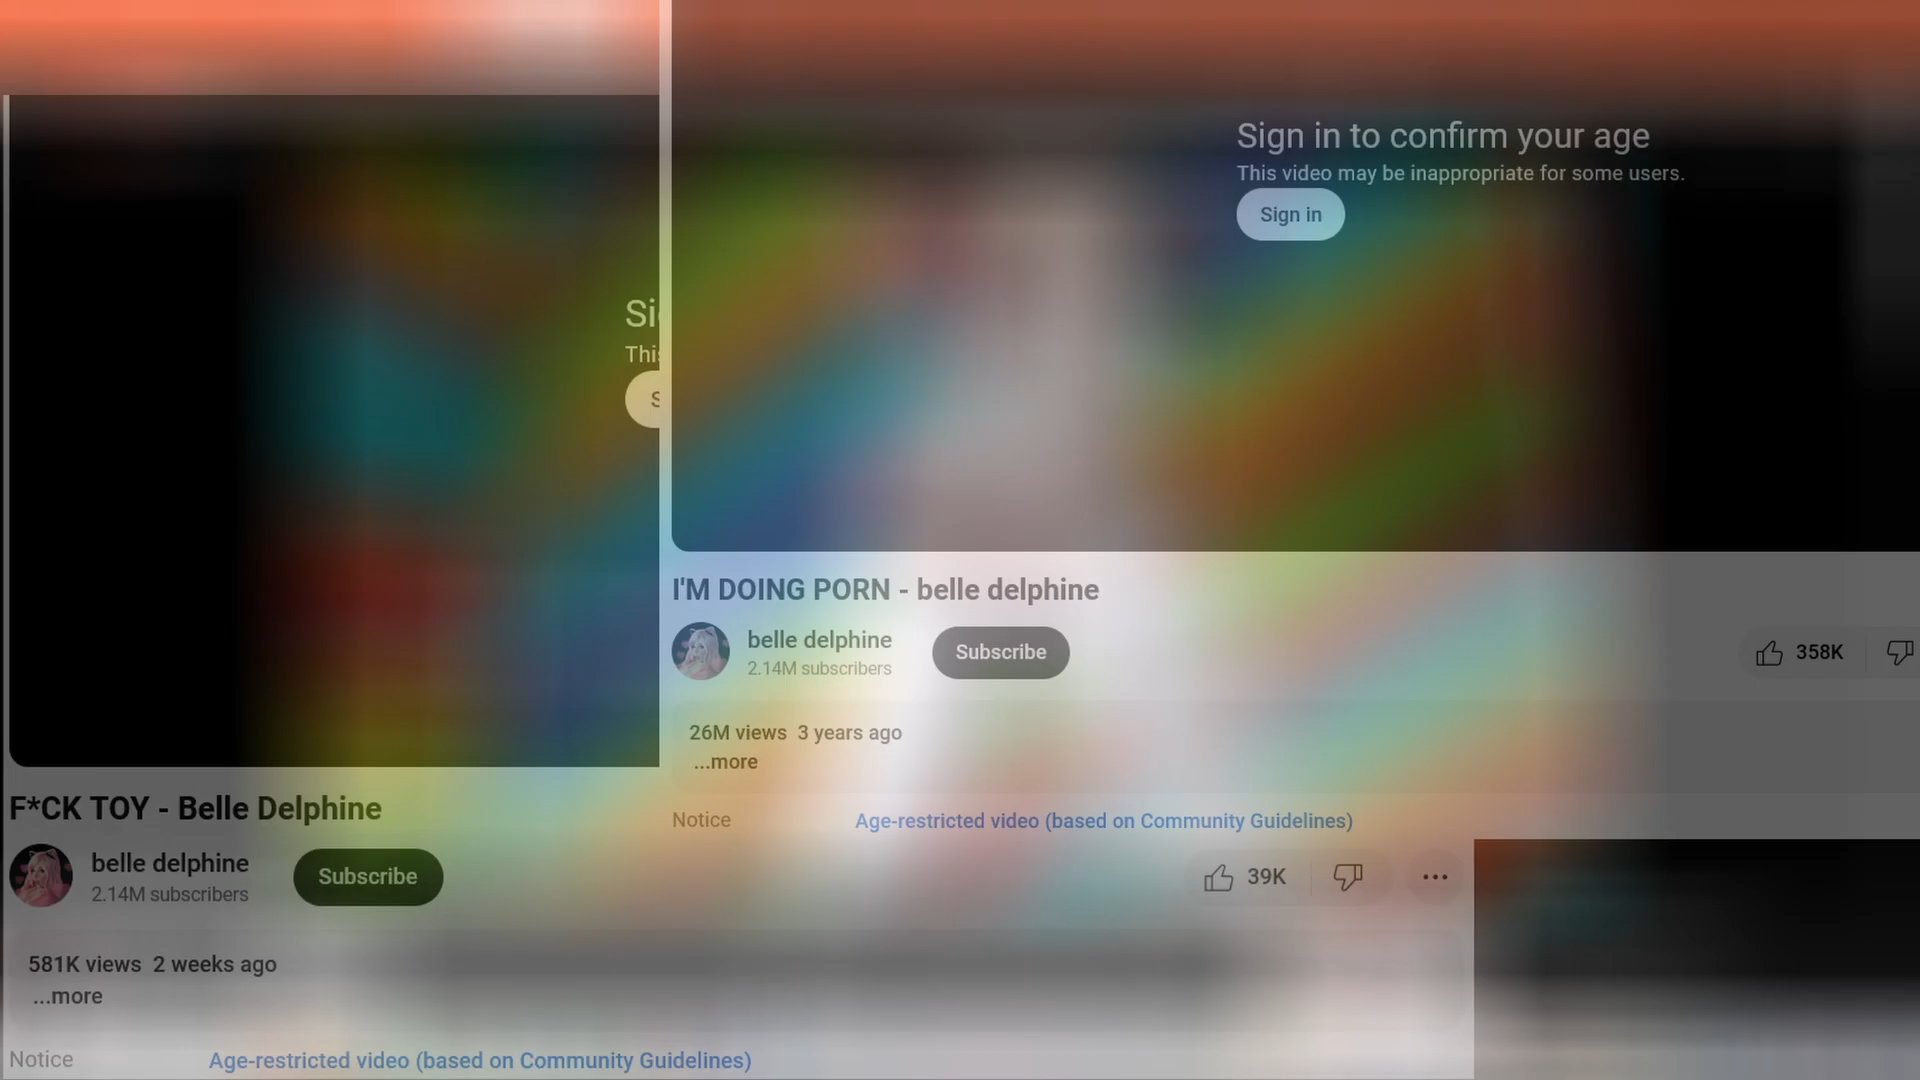 Sign in to confirm your age
This video may be inappropriate for some users.
Sign in
Si
This
S
I'M DOING PORN - belle delphine
belle delphine
2.14M subscribers
Subscribe
358K
26M views 3 years ago
...more
Notice
Age-restricted video (based on Community Guidelines)
F*CK TOY - Belle Delphine
belle delphine
2.14M subscribers
Subscribe
39K
581K views 2 weeks ago
...more
Notice
Age-restricted video (based on Community Guidelines)